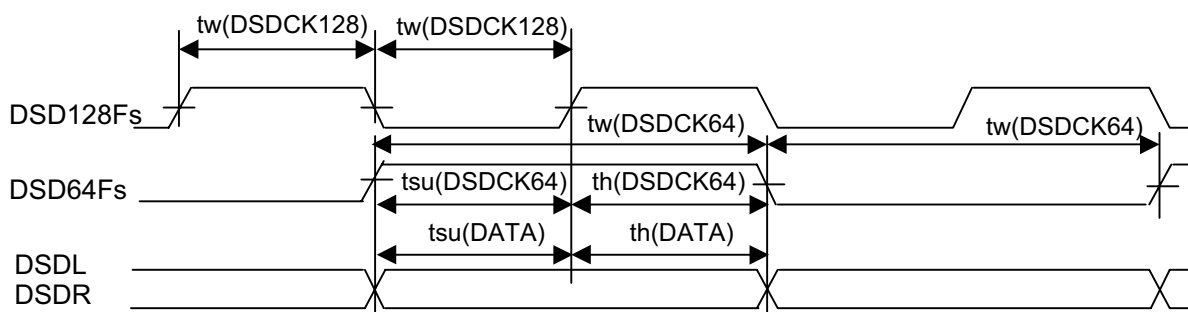 tw(DSDCK128) tw(DSDCK128)
DSD128Fs
tw(DSDCK64) tw(DSDCK64)
DSD64Fs
tsu(DSDCK64) th(DSDCK64)
tsu(DATA) th(DATA)
DSDL
DSDR